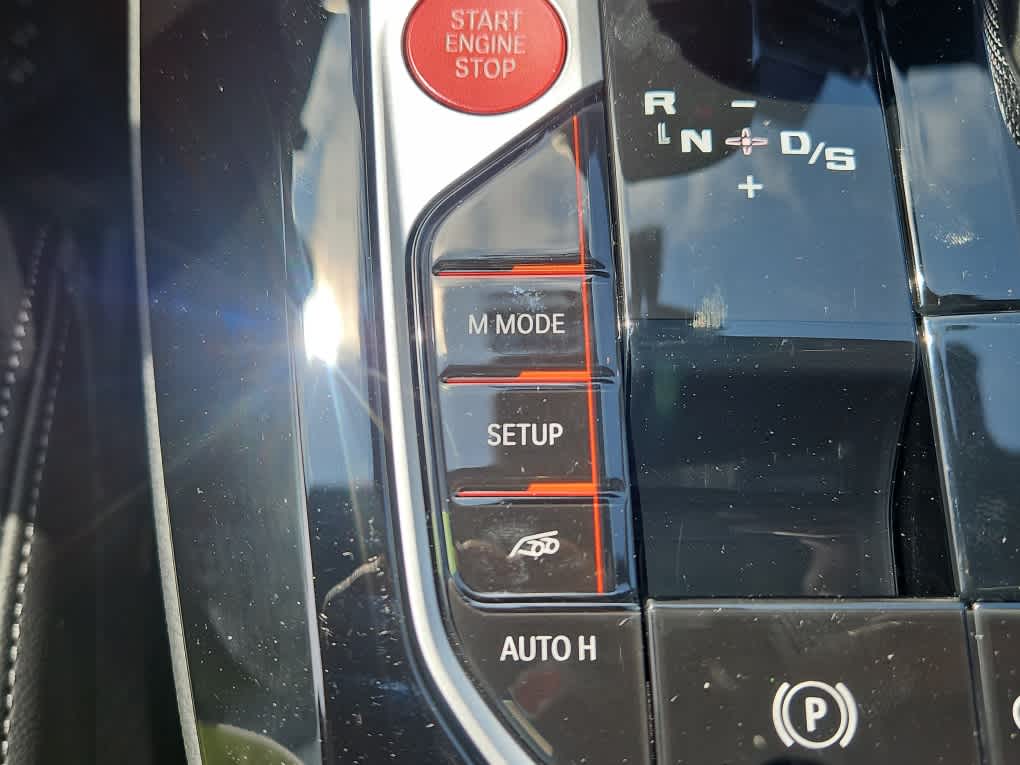 START
ENGINE
STOP
R -
N D/S
+
M MODE
SETUP
AUTO H
P